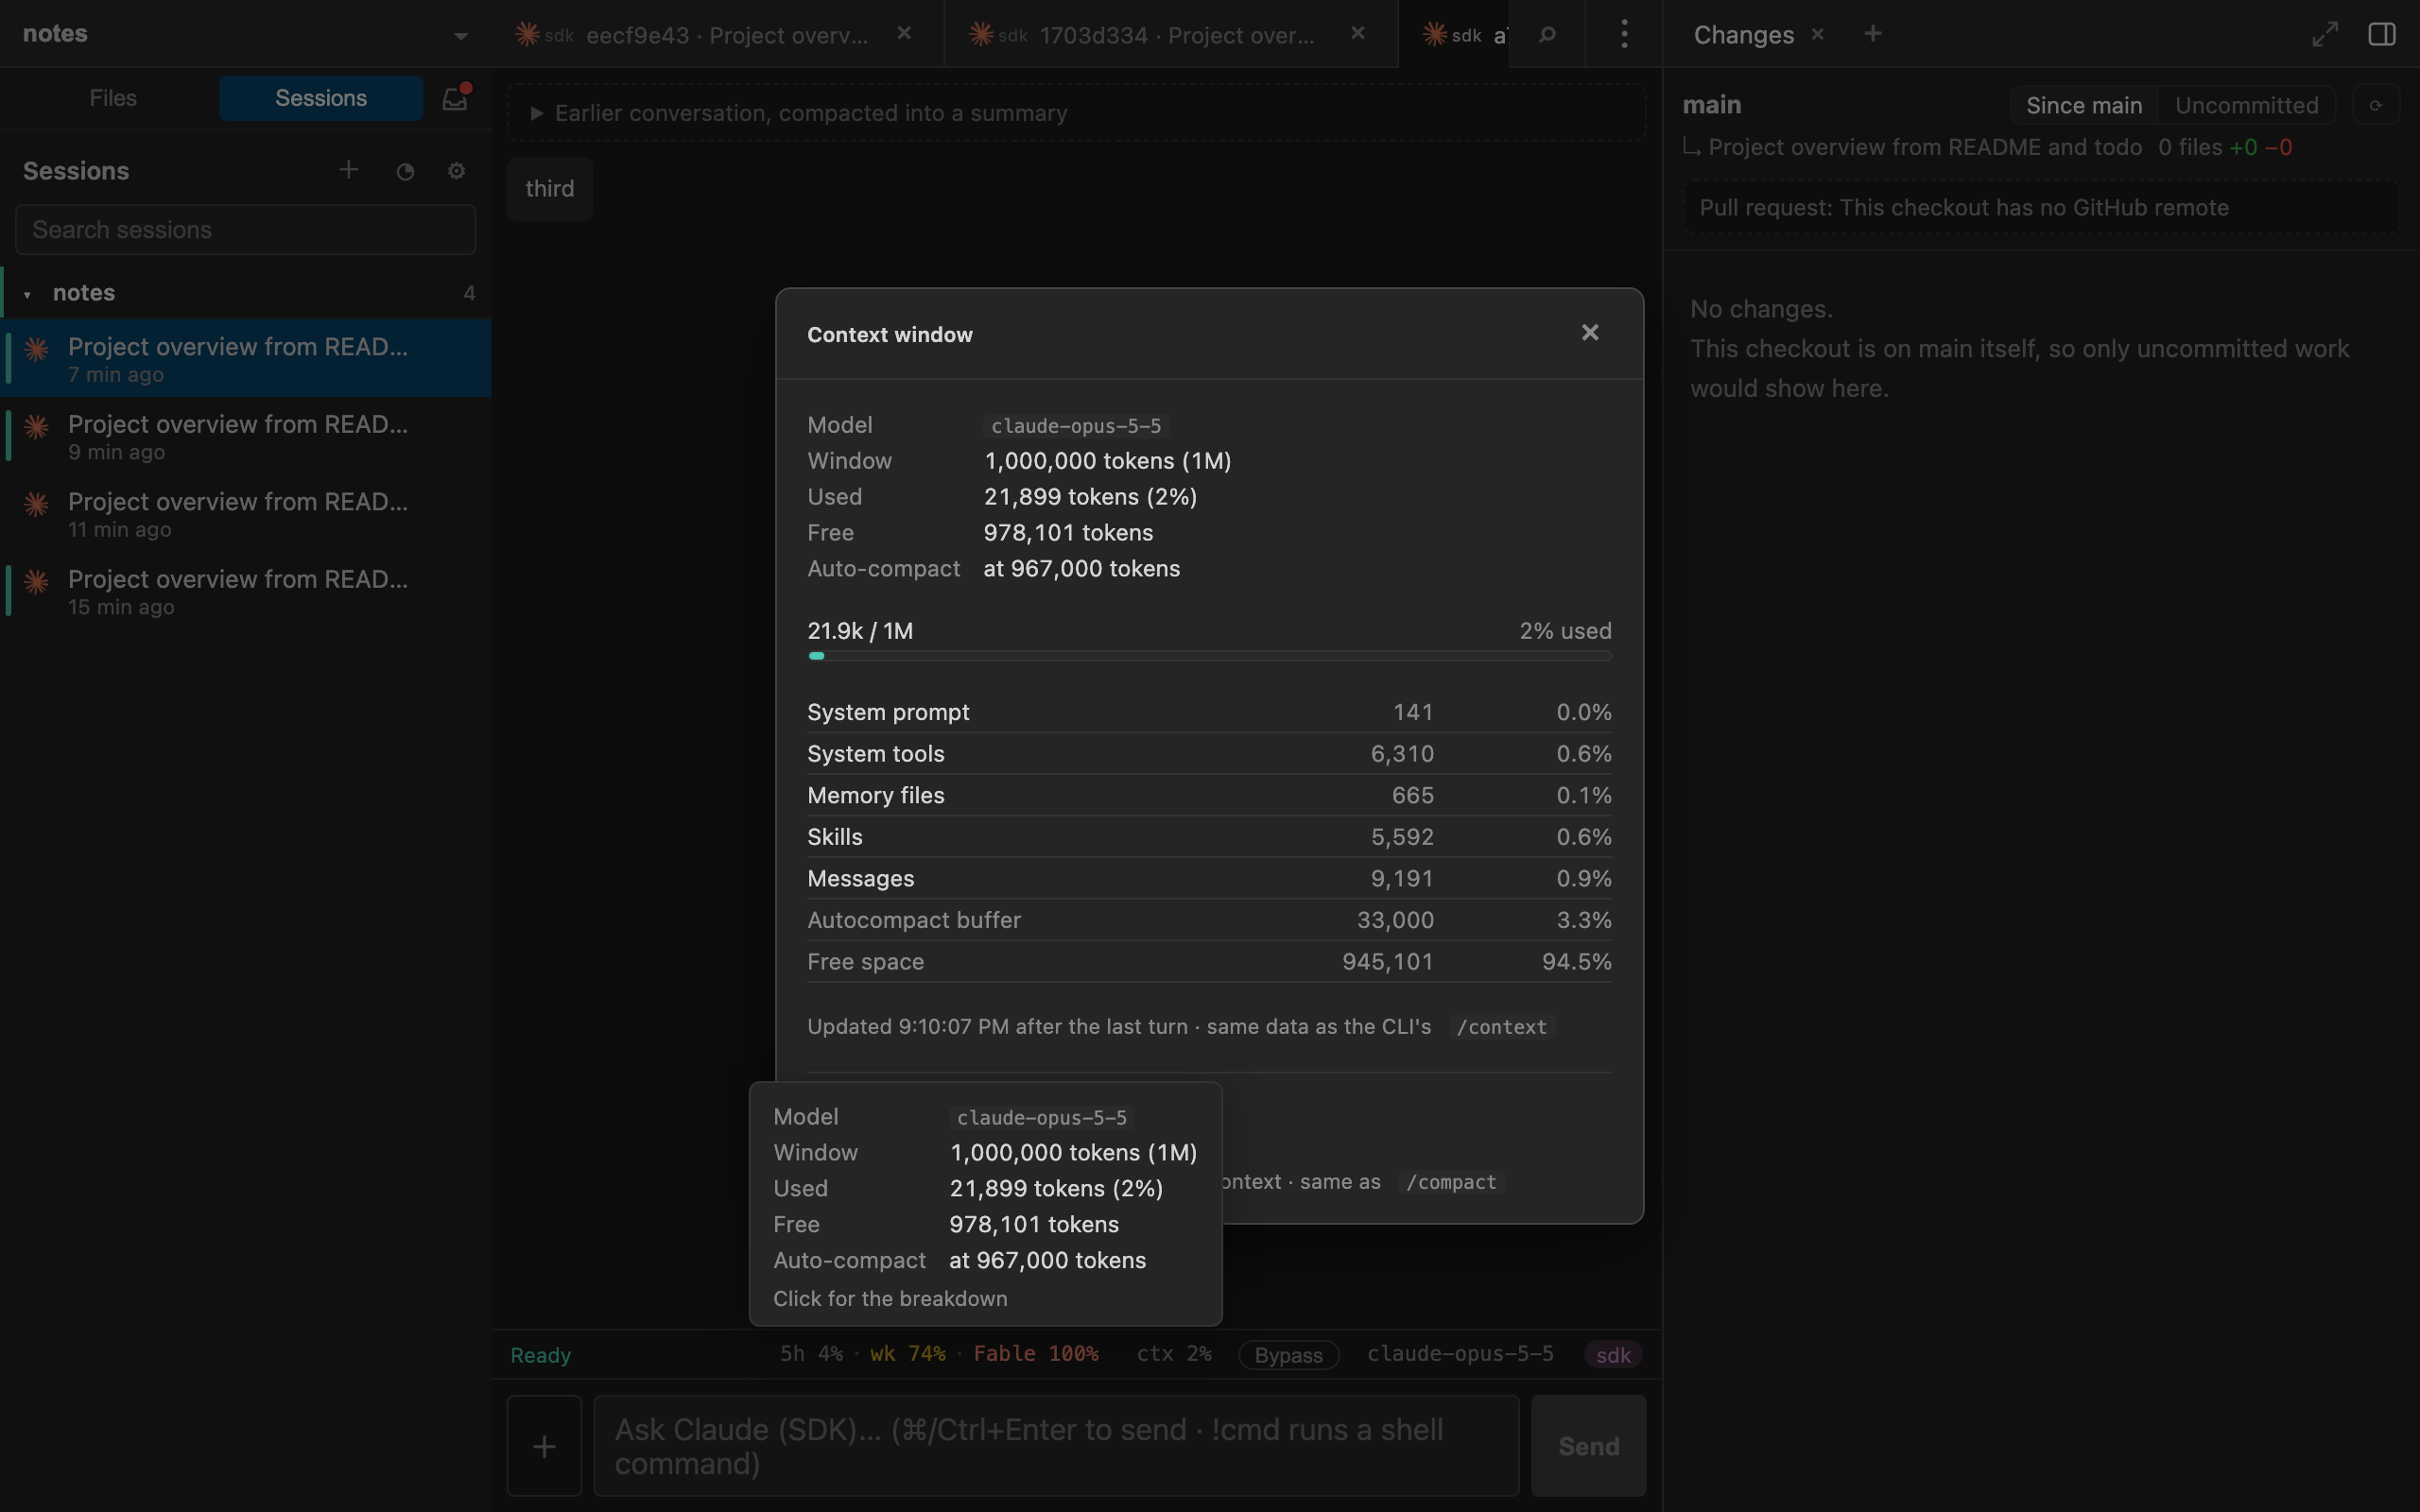 notes
Files
Sessions
Sessions
Search sessions
notes 4
Project overview from READ...
7 min ago
Project overview from READ...
9 min ago
Project overview from READ...
11 min ago
Project overview from READ...
15 min ago
sdk eecf9e43 · Project overv...
sdk 1703d334 · Project over...
sdk
Earlier conversation, compacted into a summary
third
Context window
Model claude-opus-5-5
Window 1,000,000 tokens (1M)
Used 21,899 tokens (2%)
Free 978,101 tokens
Auto-compact at 967,000 tokens
21.9k / 1M 2% used
System prompt 141 0.0%
System tools 6,310 0.6%
Memory files 665 0.1%
Skills 5,592 0.6%
Messages 9,191 0.9%
Autocompact buffer 33,000 3.3%
Free space 945,101 94.5%
Updated 9:10:07 PM after the last turn · same data as the CLI's /context
· same as /compact
Model claude-opus-5-5
Window 1,000,000 tokens (1M)
Used 21,899 tokens (2%)
Free 978,101 tokens
Auto-compact at 967,000 tokens
Click for the breakdown
Ready 5h 4% · wk 74% · Fable 100% ctx 2% Bypass claude-opus-5-5 sdk
Ask Claude (SDK)... (⌘/Ctrl+Enter to send · !cmd runs a shell
command)
Send
Changes
main Since main Uncommitted
Project overview from README and todo 0 files +0 −0
Pull request: This checkout has no GitHub remote
No changes.
This checkout is on main itself, so only uncommitted work
would show here.